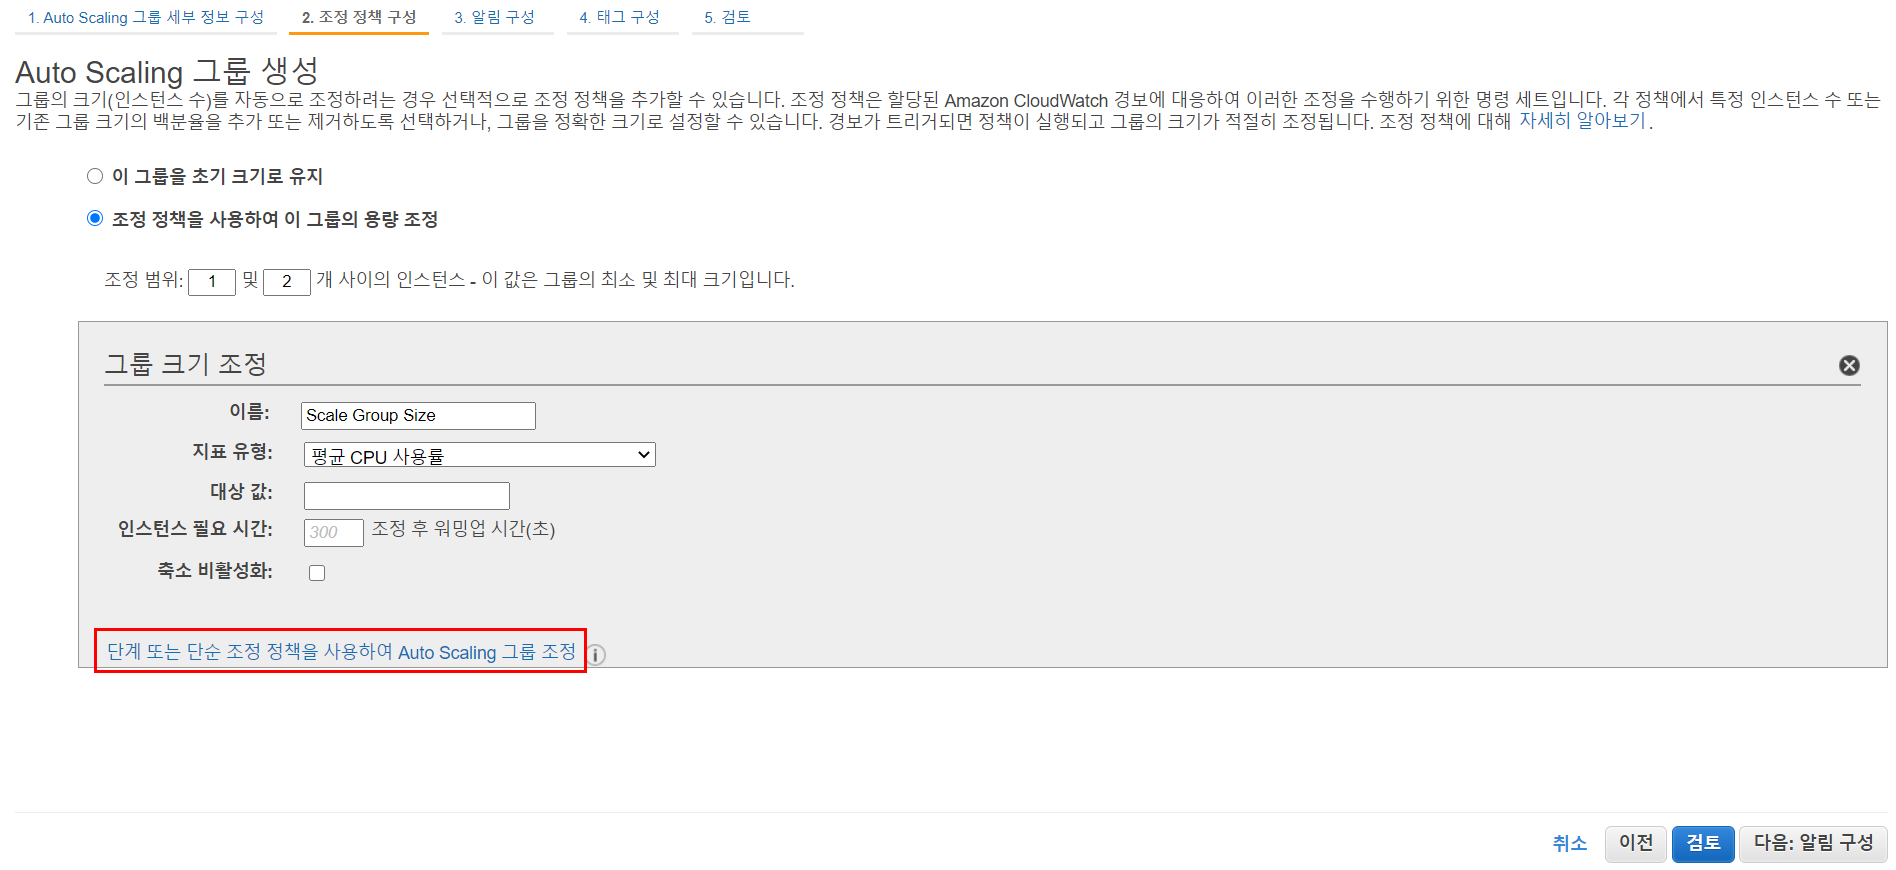 1. Auto Scaling 그룹 세부 정보 구성
2. 조정 정책 구성
3. 알림 구성
4. 태그 구성
5. 검토
Auto Scaling 그룹 생성
그룹의 크기(인스턴스 수)를 자동으로 조정하려는 경우 선택적으로 조정 정책을 추가할 수 있습니다. 조정 정책은 할당된 Amazon CloudWatch 경보에 대응하여 이러한 조정을 수행하기 위한 명령 세트입니다. 각 정책에서 특정 인스턴스 수 또는
기존 그룹 크기의 백분율을 추가 또는 제거하도록 선택하거나, 그룹을 정확한 크기로 설정할 수 있습니다. 경보가 트리거되면 정책이 실행되고 그룹의 크기가 적절히 조정됩니다. 조정 정책에 대해 자세히 알아보기.
이 그룹을 초기 크기로 유지
조정 정책을 사용하여 이 그룹의 용량 조정
조정 범위: 1 및 2 개 사이의 인스턴스 - 이 값은 그룹의 최소 및 최대 크기입니다.
그룹 크기 조정
이름: Scale Group Size
지표 유형: 평균 CPU 사용률
대상 값:
인스턴스 필요 시간: 300 조정 후 워밍업 시간(초)
축소 비활성화:
단계 또는 단순 조정 정책을 사용하여 Auto Scaling 그룹 조정
취소
이전
검토
다음: 알림 구성